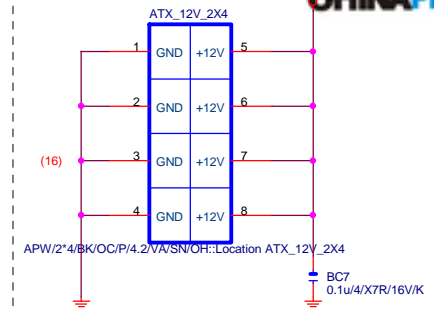 ATX_12V_2X4
1 GND +12V 5
2 GND +12V 6
(16) 3 GND +12V 7
4 GND +12V 8
APW/2*4/BK/OC/P/4.2/VA/SN/OH::Location ATX_12V_2X4
BC7
0.1u/4/X7R/16V/K